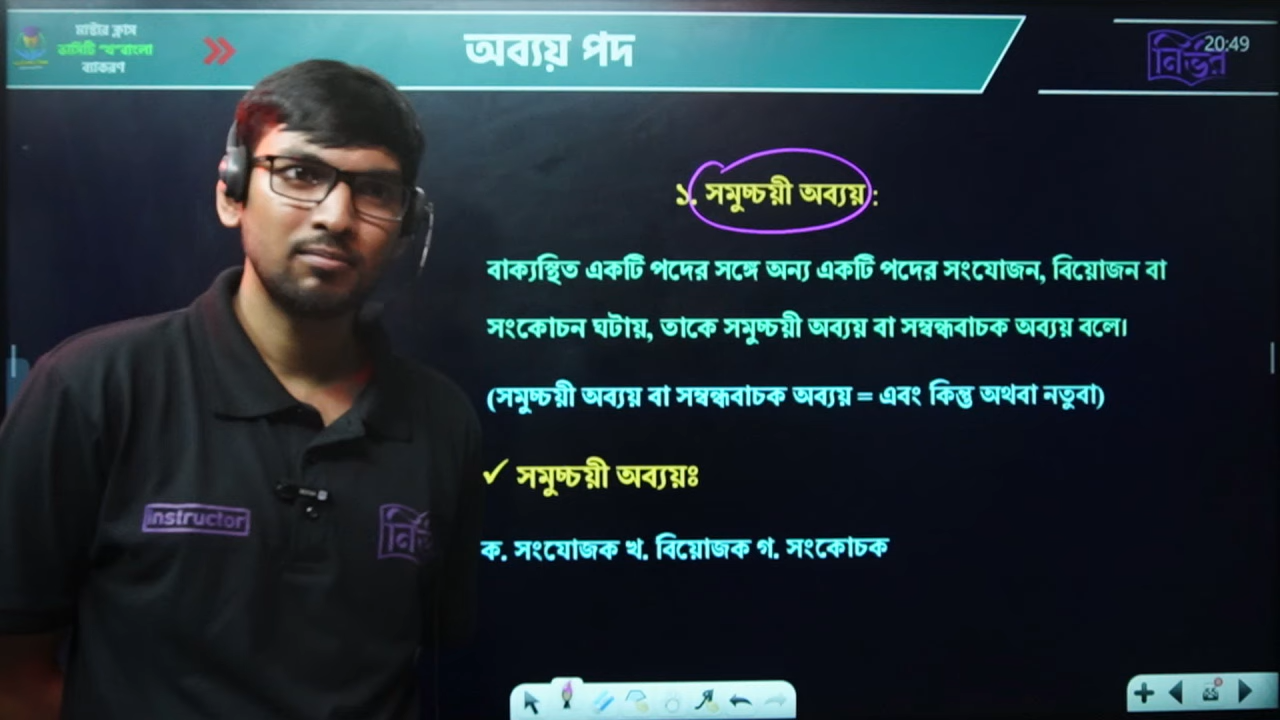 মাস্টার ক্লাস
ভার্সিটি "খ"বাংলা
ব্যাকরণ
অব্যয় পদ
নির্ভর
20:49
১. সমুচ্চয়ী অব্যয় :
বাক্যস্থিত একটি পদের সঙ্গে অন্য একটি পদের সংযোজন, বিয়োজন বা
সংকোচন ঘটায়, তাকে সমুচ্চয়ী অব্যয় বা সম্বন্ধবাচক অব্যয় বলে।
(সমুচ্চয়ী অব্যয় বা সম্বন্ধবাচক অব্যয় = এবং কিন্তু অথবা নতুবা)
✓ সমুচ্চয়ী অব্যয়ঃ
ক. সংযোজক খ. বিয়োজক গ. সংকোচক
instructor
নির্ভ